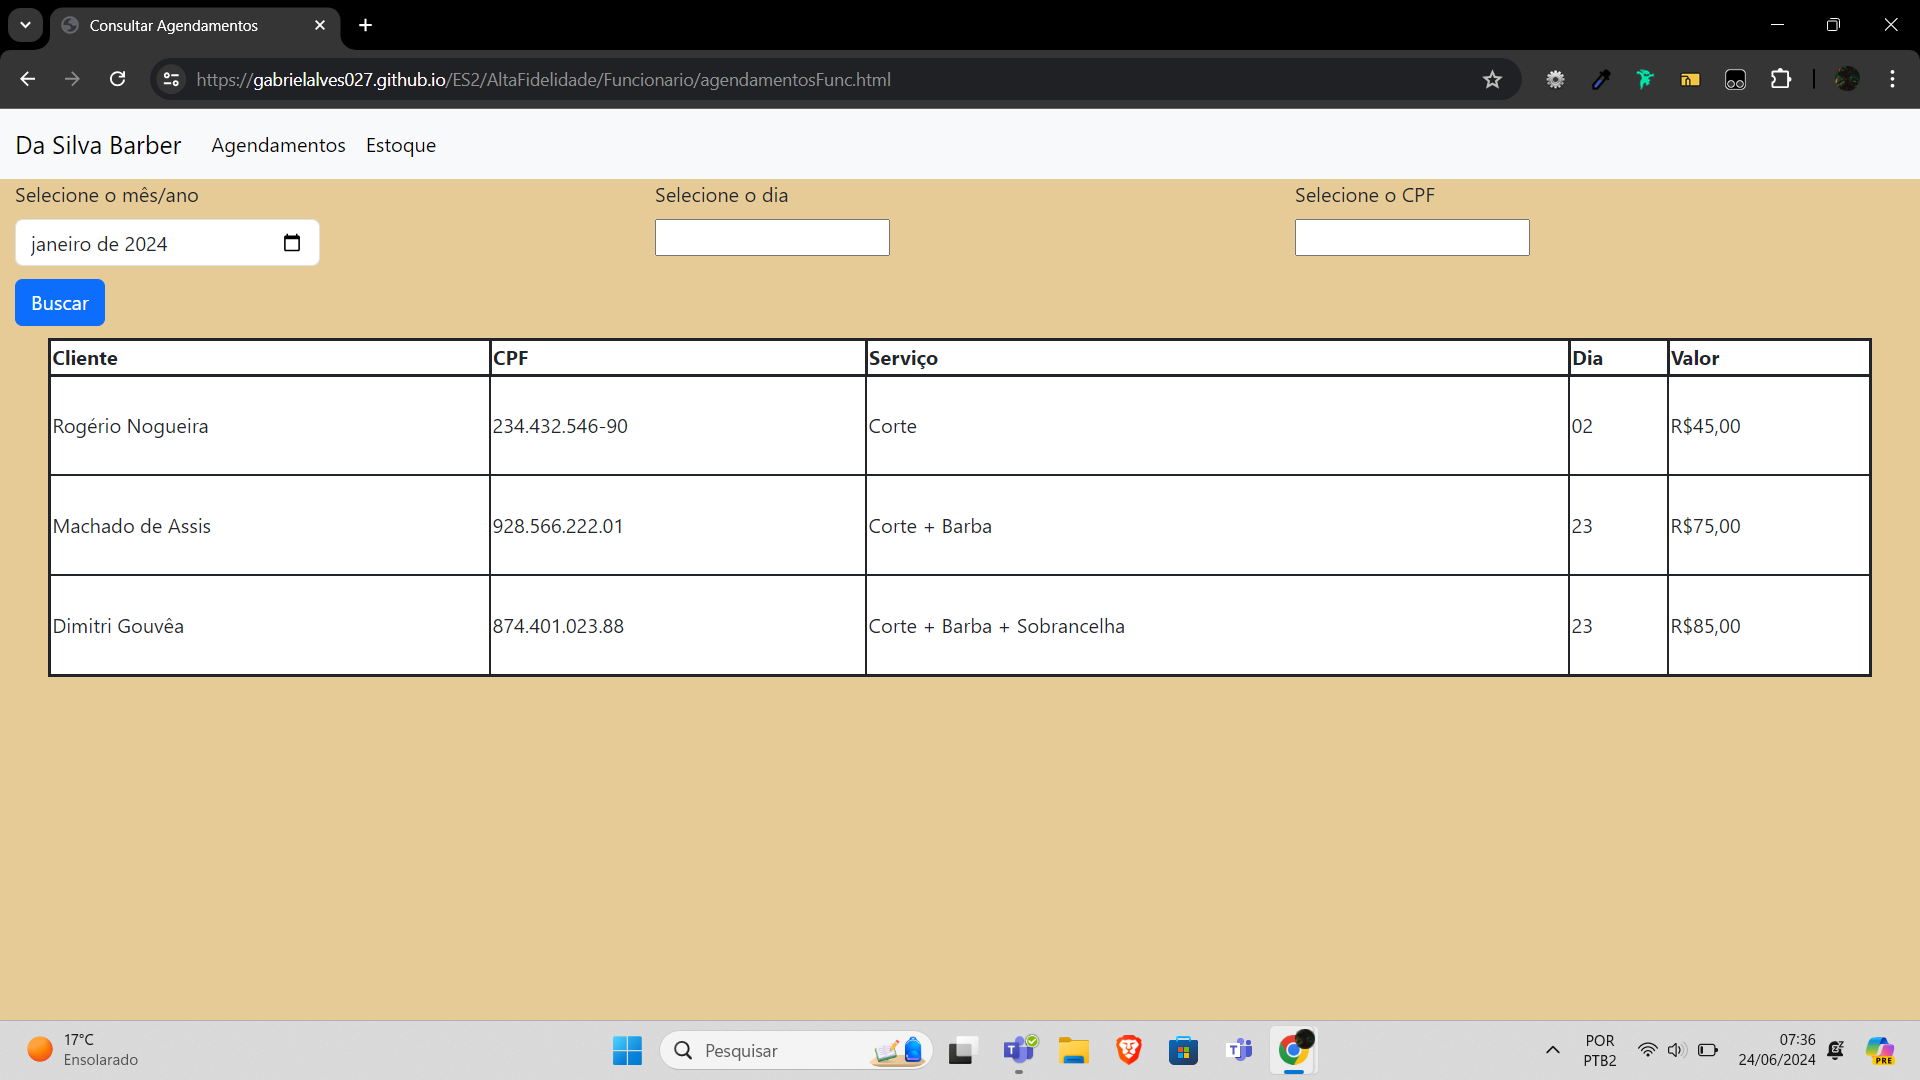 Consultar Agendamentos
https://gabrielalves027.github.io/ES2/AltaFidelidade/Funcionario/agendamentosFunc.html
Da Silva Barber Agendamentos Estoque
Selecione o mês/ano Selecione o dia Selecione o CPF
janeiro de 2024
Buscar
Cliente CPF Serviço Dia Valor
Rogério Nogueira 234.432.546-90 Corte 02 R$45,00
Machado de Assis 928.566.222.01 Corte + Barba 23 R$75,00
Dimitri Gouvêa 874.401.023.88 Corte + Barba + Sobrancelha 23 R$85,00
17°C
Ensolarado
Pesquisar
POR
PTB2
07:36
24/06/2024
PRE